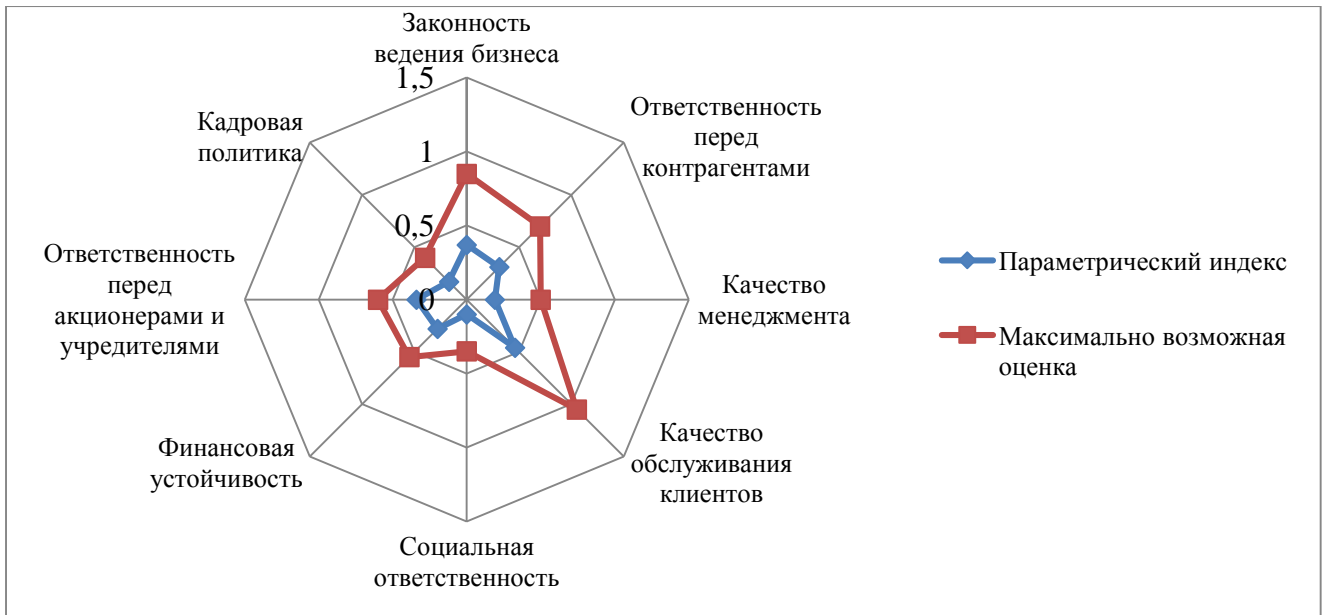 Законность
ведения бизнеса
1,5
1
0,5
0
Ответственность
перед
контрагентами
Качество
менеджмента
Качество
обслуживания
клиентов
Социальная
ответственность
Финансовая
устойчивость
Ответственность
перед
акционерами и
учредителями
Кадровая
политика
Параметрический индекс
Максимально возможная
оценка